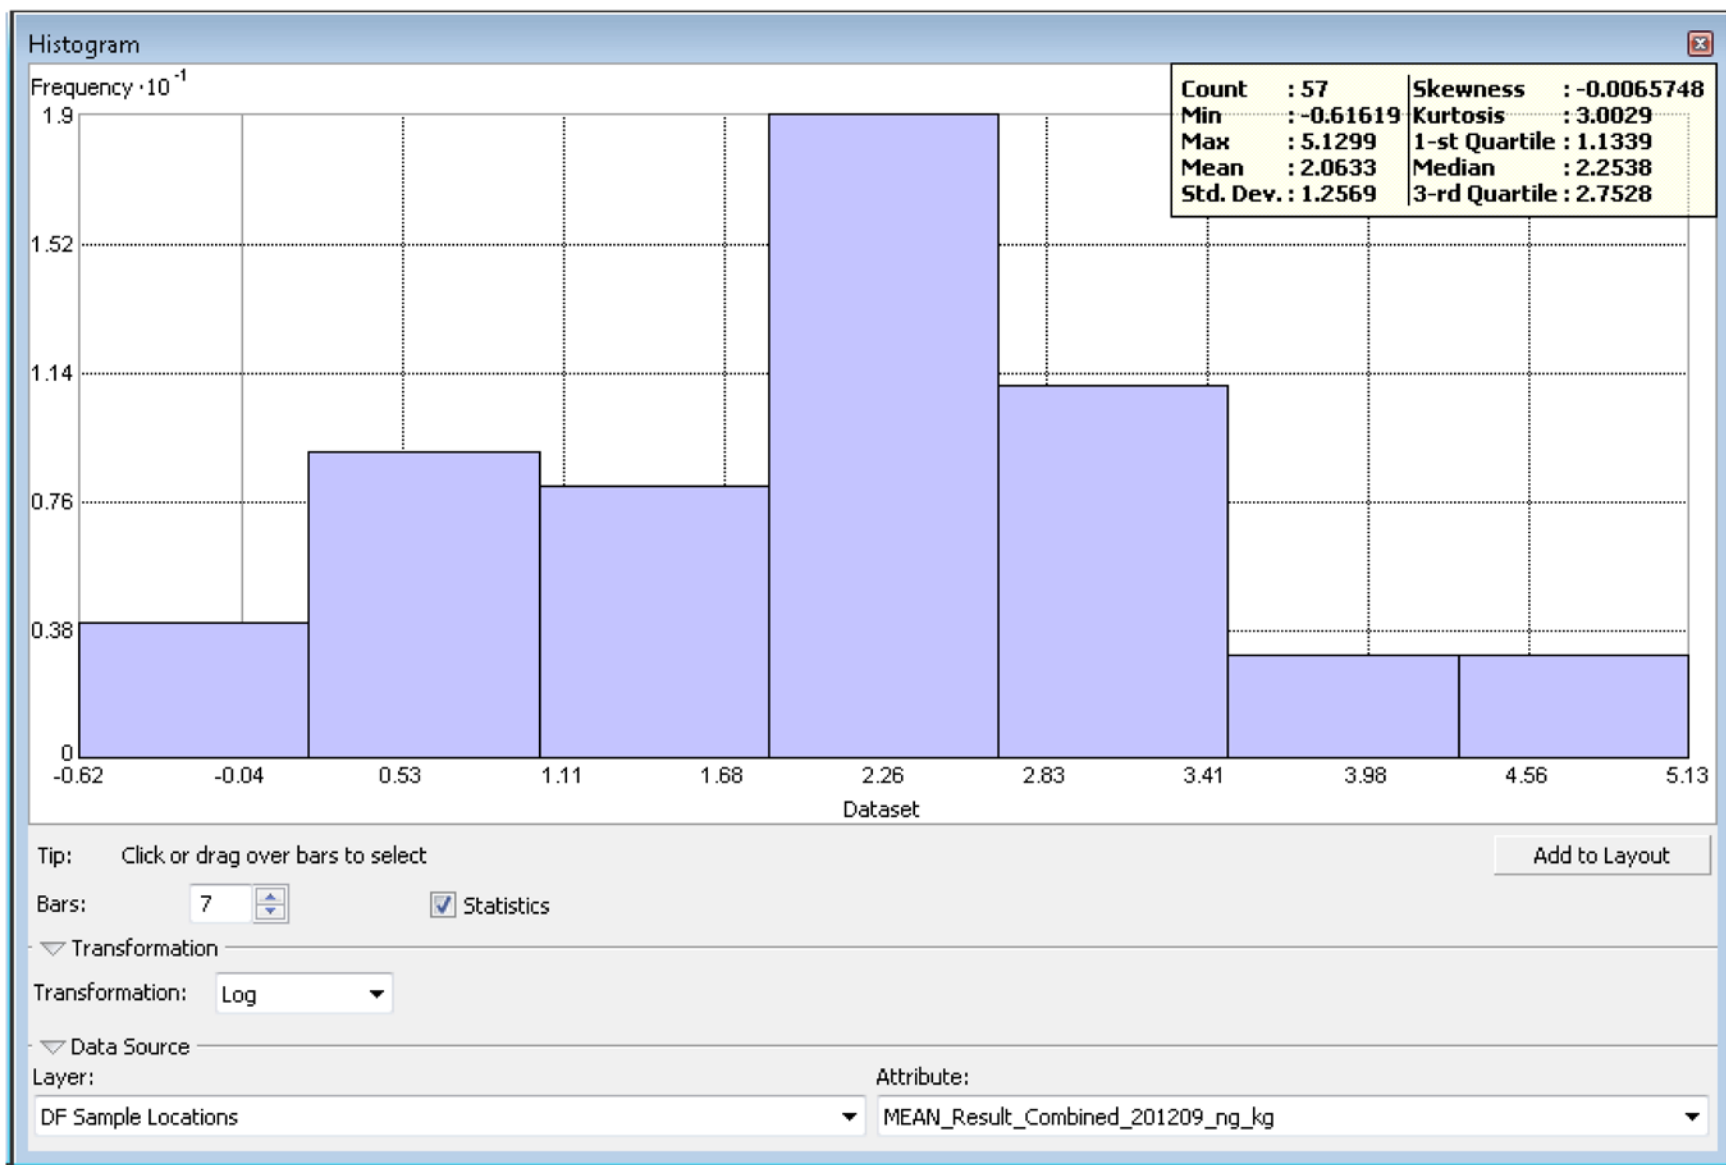 Histogram
Frequency ·10 -1
Count : 57 Skewness : -0.0065748
Min : -0.61619 Kurtosis : 3.0029
Max : 5.1299 1-st Quartile : 1.1339
Mean : 2.0633 Median : 2.2538
Std. Dev. : 1.2569 3-rd Quartile : 2.7528
1.9
1.52
1.14
0.76
0.38
0
-0.62 -0.04 0.53 1.11 1.68 2.26 2.83 3.41 3.98 4.56 5.13
Dataset
Tip: Click or drag over bars to select Add to Layout
Bars: 7 Statistics
Transformation
Transformation: Log
Data Source
Layer: Attribute:
DF Sample Locations MEAN_Result_Combined_201209_ng_kg